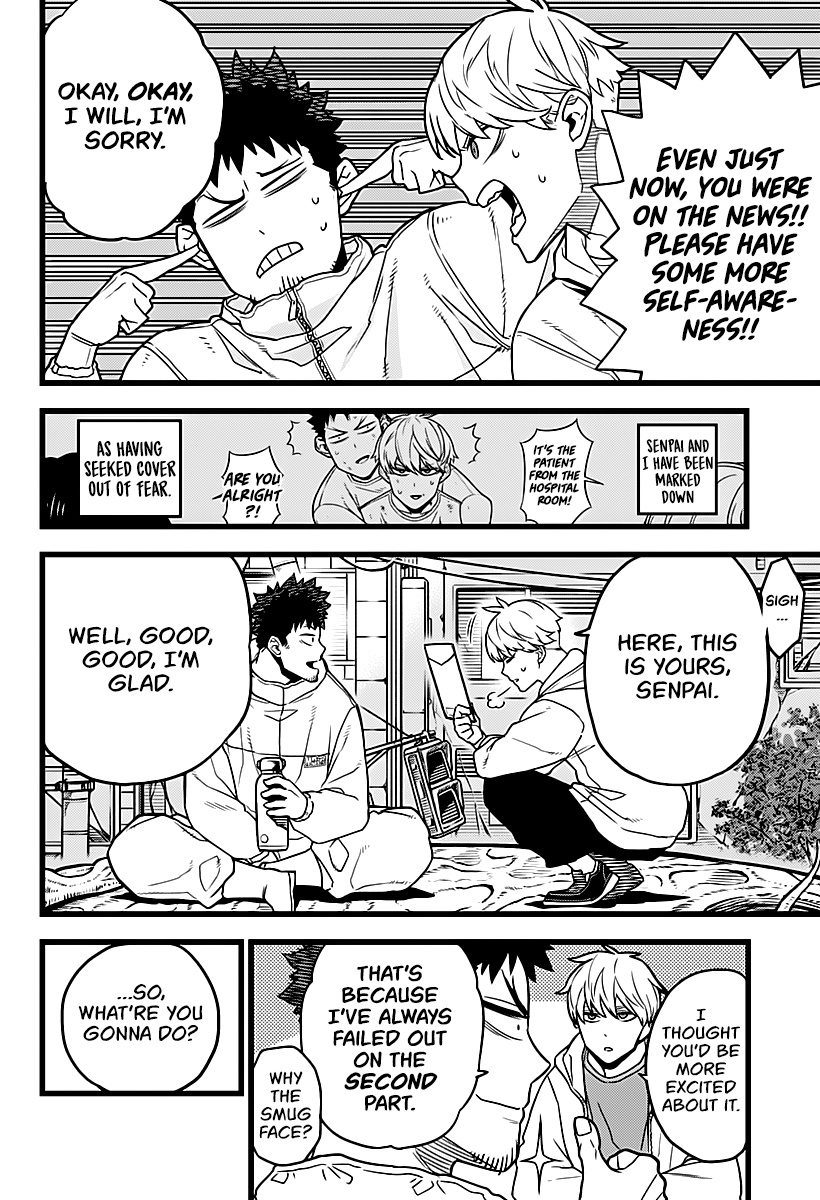 EVEN JUST
NOW, YOU WERE
ON THE NEWS!!
PLEASE HAVE
SOME MORE
SELF-AWARE-
NESS!!
OKAY, OKAY,
I WILL, I'M
SORRY.
SENPAI AND
I HAVE BEEN
MARKED
DOWN
IT'S THE
PATIENT
FROM THE
HOSPITAL
ROOM!
ARE YOU
ALRIGHT
?!
AS HAVING
SEEKED COVER
OUT OF FEAR.
SIGH
...
HERE, THIS
IS YOURS,
SENPAI.
WELL, GOOD,
GOOD, I'M
GLAD.
I
THOUGHT
YOU'D BE
MORE
EXCITED
ABOUT IT.
THAT'S
BECAUSE
I'VE ALWAYS
FAILED OUT
ON THE
SECOND
PART.
WHY
THE
SMUG
FACE?
...SO,
WHAT'RE YOU
GONNA DO?